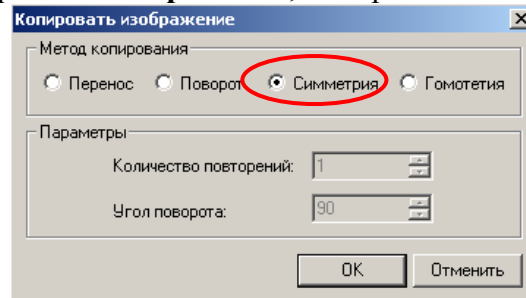 Копировать изображение
Метод копирования
Перенос Поворот Симметрия Гомотетия
Параметры
Количество повторений: 1
Угол поворота: 90
OK Отменить